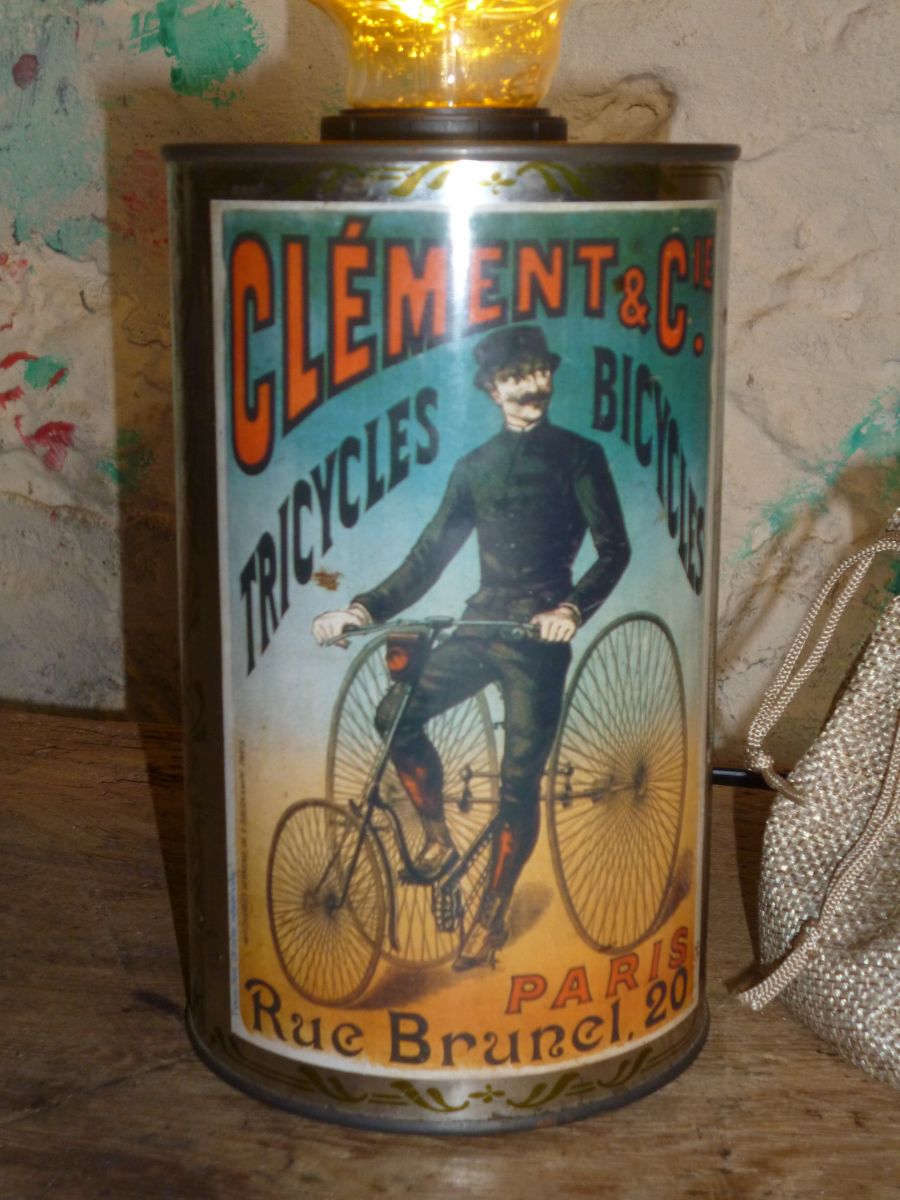 CLÉMENT & CIE.
TRICYCLES BICYCLES
PARIS
Rue Brunel, 20